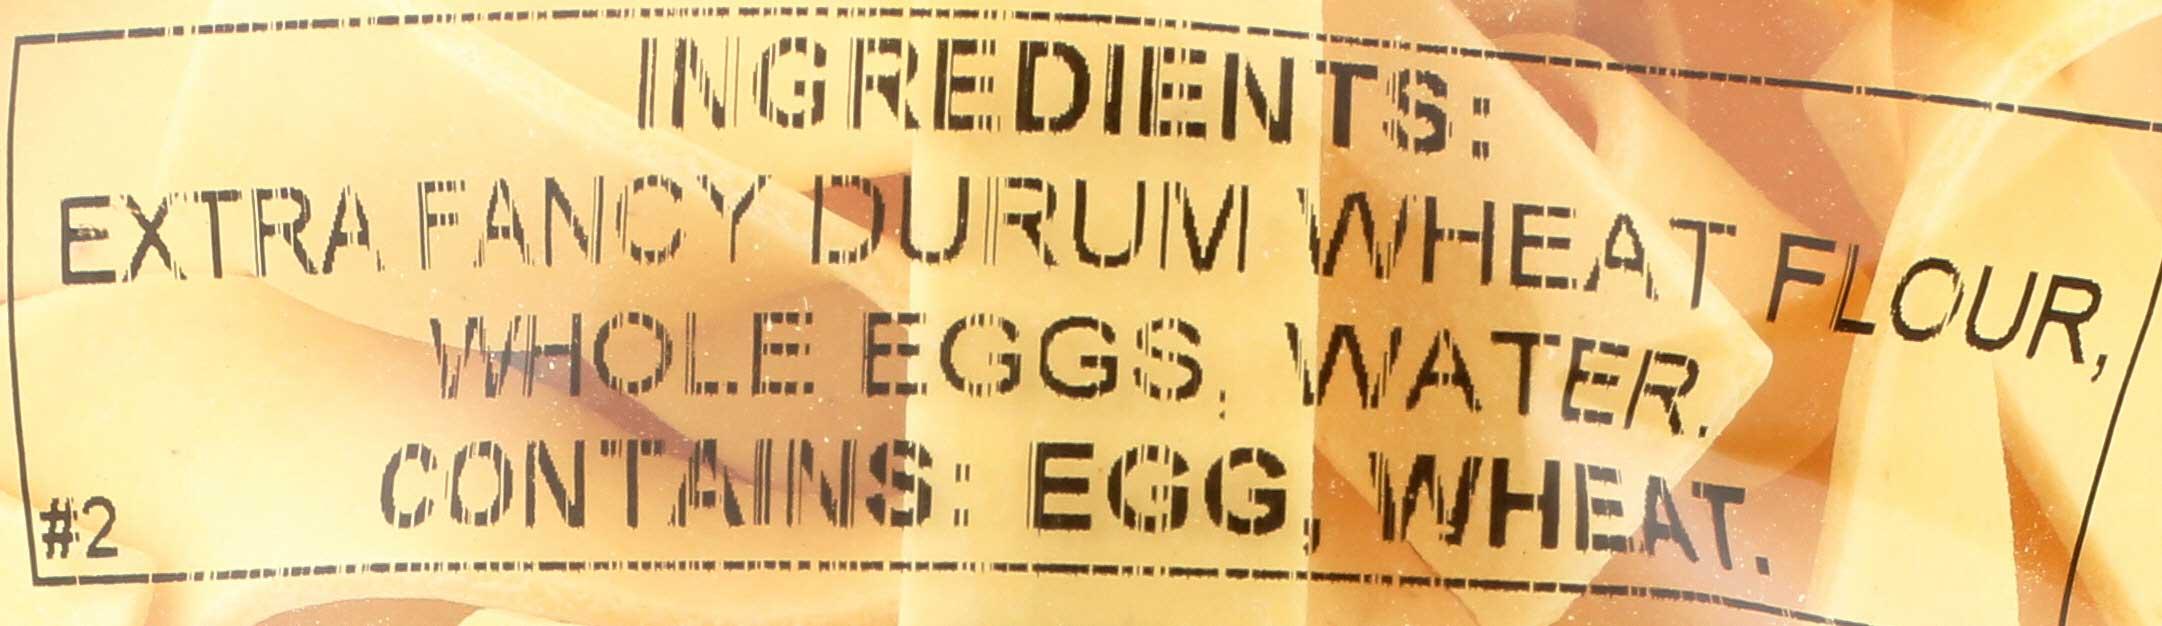 INGREDIENTS:
EXTRA FANCY DURUM WHEAT FLOUR,
WHOLE EGGS, WATER.
CONTAINS: EGG, WHEAT.
#2